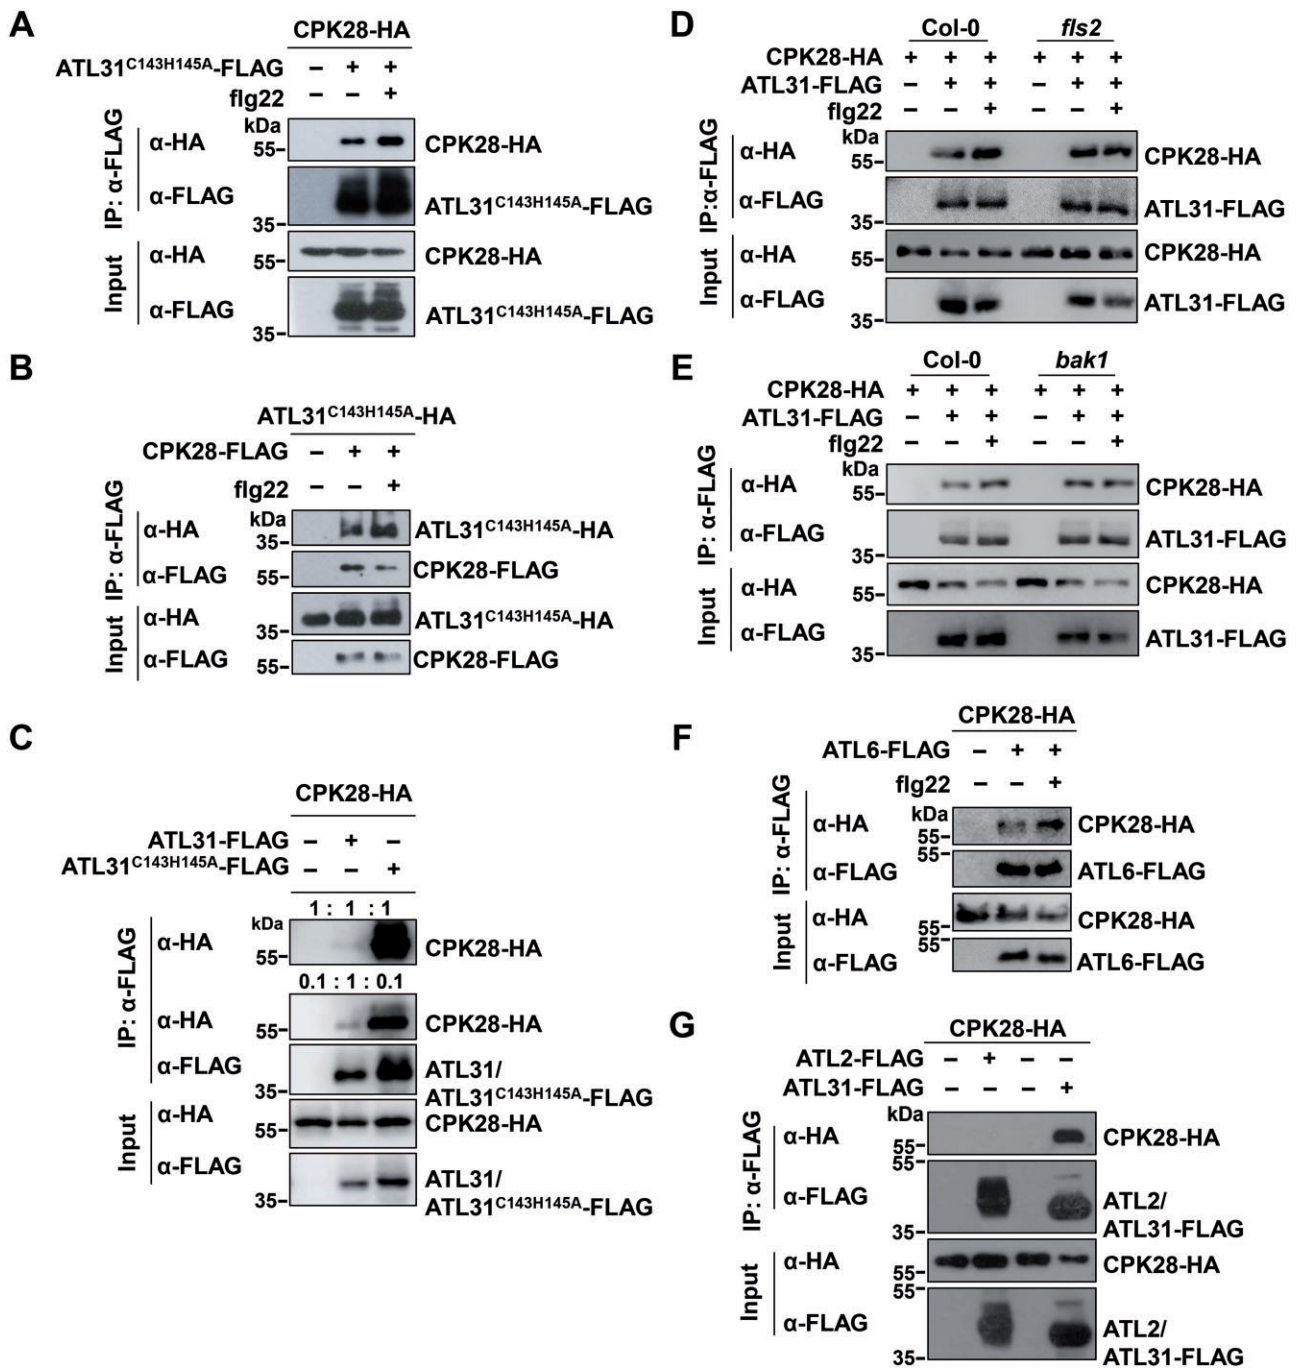 A
CPK28-HA
ATL31C143H145A-FLAG − + +
flg22 − − +
IP: α-FLAG
kDa
α-HA 55− CPK28-HA
α-FLAG 35− ATL31C143H145A-FLAG
Input
α-HA 55− CPK28-HA
α-FLAG 35− ATL31C143H145A-FLAG
B
ATL31C143H145A-HA
CPK28-FLAG − + +
flg22 − − +
IP: α-FLAG
kDa
α-HA 35− ATL31C143H145A-HA
α-FLAG 55− CPK28-FLAG
Input
α-HA 35− ATL31C143H145A-HA
α-FLAG 55− CPK28-FLAG
C
CPK28-HA
ATL31-FLAG − + −
ATL31C143H145A-FLAG − − +
1 : 1 : 1
IP: α-FLAG
kDa
α-HA 55− CPK28-HA
0.1 : 1 : 0.1
α-HA 55− CPK28-HA
α-FLAG 35− ATL31/
ATL31C143H145A-FLAG
Input
α-HA 55− CPK28-HA
α-FLAG 35− ATL31/
ATL31C143H145A-FLAG
D
Col-0 fls2
CPK28-HA + + + + + +
ATL31-FLAG − + + − + +
flg22 − − + − − +
IP:α-FLAG
kDa
α-HA 55− CPK28-HA
α-FLAG 35− ATL31-FLAG
Input
α-HA 55− CPK28-HA
α-FLAG 35− ATL31-FLAG
E
Col-0 bak1
CPK28-HA + + + + + +
ATL31-FLAG − + + − + +
flg22 − − + − − +
IP: α-FLAG
kDa
α-HA 55− CPK28-HA
α-FLAG 35− ATL31-FLAG
Input
α-HA 55− CPK28-HA
α-FLAG 35− ATL31-FLAG
F
CPK28-HA
ATL6-FLAG − + +
flg22 − − +
IP: α-FLAG
kDa
α-HA 55− CPK28-HA
55−
α-FLAG ATL6-FLAG
Input
α-HA 55− CPK28-HA
55−
α-FLAG ATL6-FLAG
G
CPK28-HA
ATL2-FLAG − + − −
ATL31-FLAG − − − +
IP: α-FLAG
kDa
α-HA 55− CPK28-HA
55−
α-FLAG ATL2/
35− ATL31-FLAG
Input
α-HA 55− CPK28-HA
55−
α-FLAG ATL2/
35− ATL31-FLAG